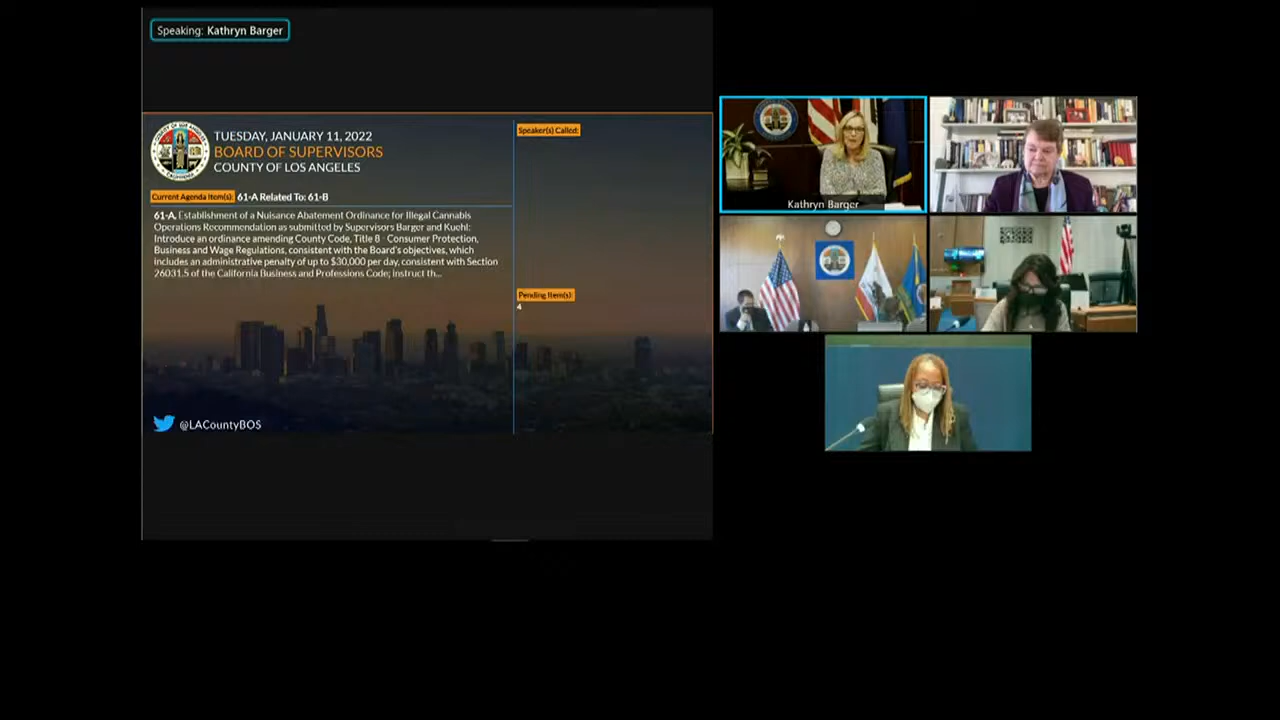 Speaking: Kathryn Barger
TUESDAY, JANUARY 11, 2022
BOARD OF SUPERVISORS
COUNTY OF LOS ANGELES
Current Agenda Item(s): 61-A Related To: 61-B
61-A. Establishment of a Nuisance Abatement Ordinance for Illegal Cannabis
Operations Recommendation as submitted by Supervisors Barger and Kuehl:
Introduce an ordinance amending County Code, Title 8 - Consumer Protection,
Business and Wage Regulations, consistent with the Board's objectives, which
includes an administrative penalty of up to $30,000 per day, consistent with Section
26031.5 of the California Business and Professions Code; instruct th...
Speaker(s) Called:
Pending Item(s):
4
@LACountyBOS
Kathryn Barger